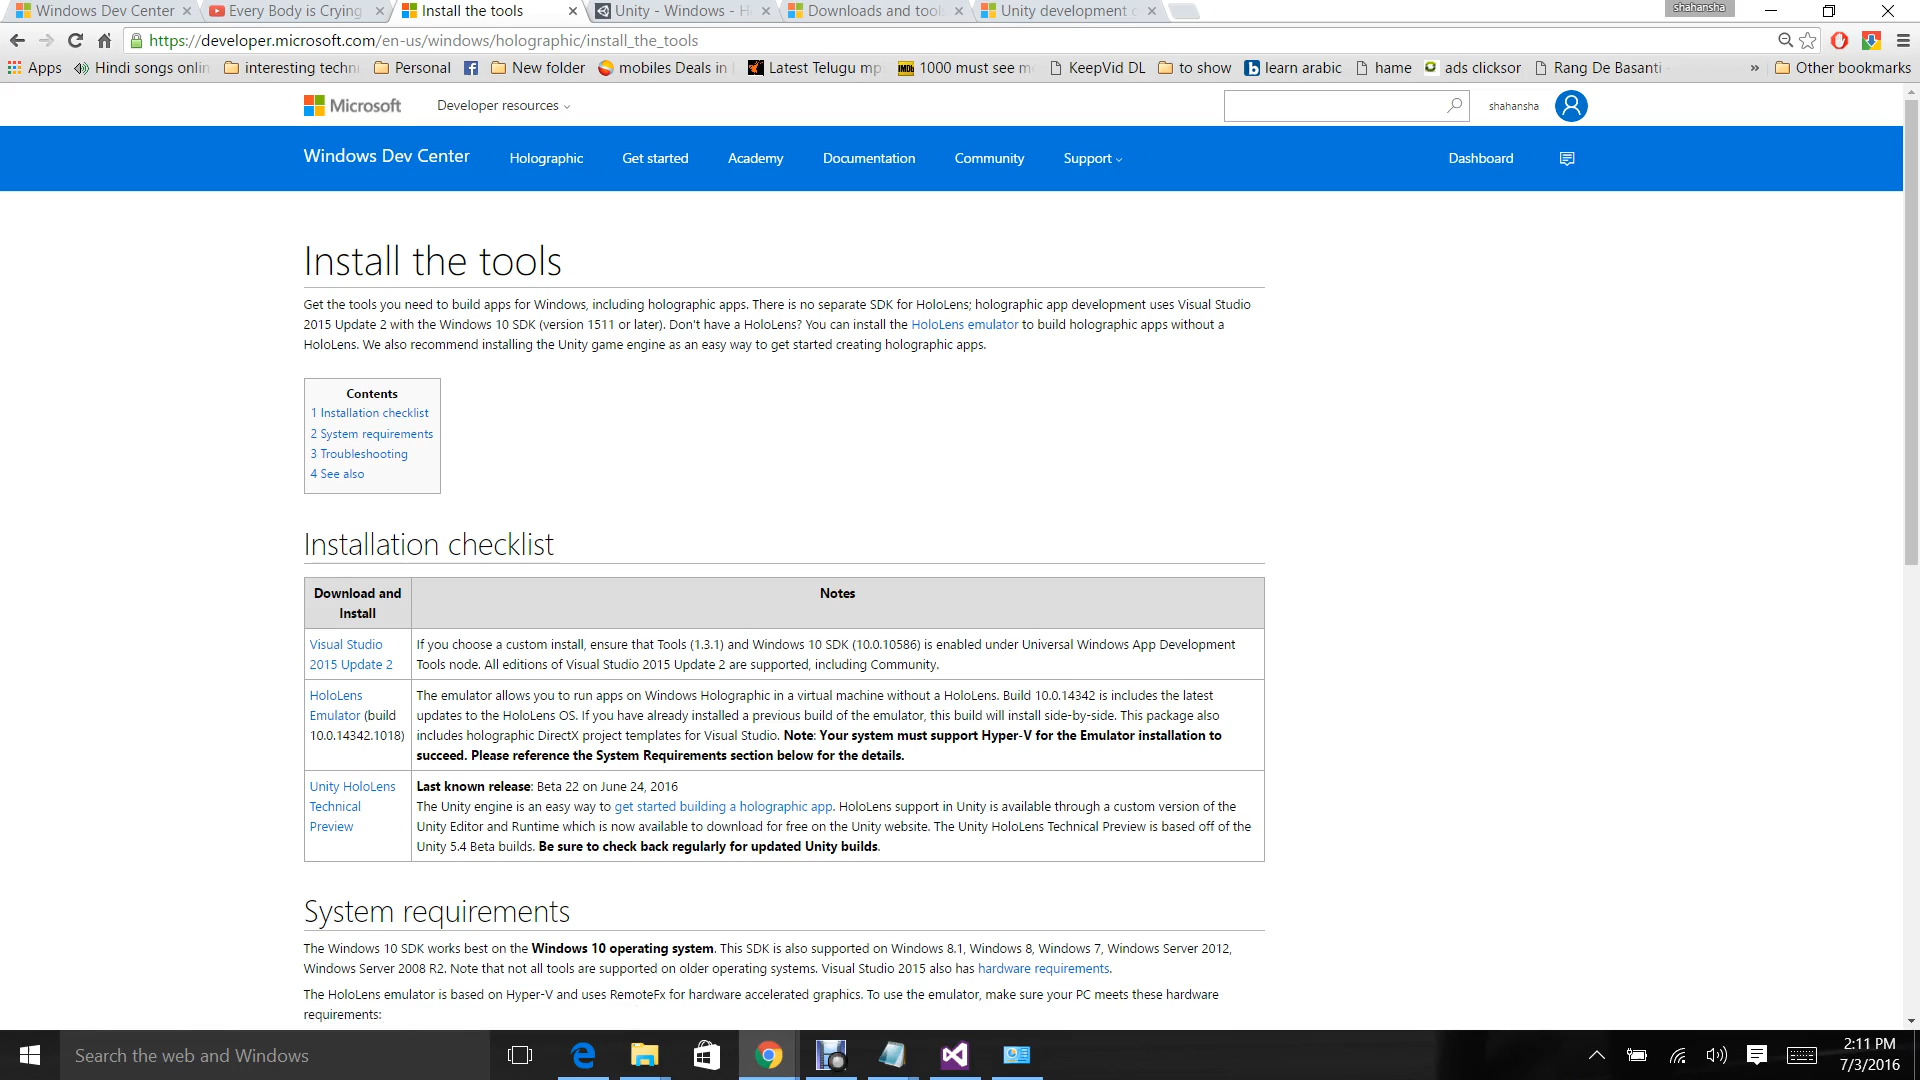 shahansha
Windows Dev Center
Every Body is Crying
Install the tools
Unity - Windows - H
Downloads and tool
Unity development o
https://developer.microsoft.com/en-us/windows/holographic/install_the_tools
Apps
Hindi songs onlin
interesting techn
Personal
New folder
mobiles Deals in
Latest Telugu mp
IMDb
1000 must see m
KeepVid DL
to show
learn arabic
hame
ads clicksor
Rang De Basanti
»
Other bookmarks
Microsoft
Developer resources
shahansha
Windows Dev Center
Holographic
Get started
Academy
Documentation
Community
Support
Dashboard
Install the tools
Get the tools you need to build apps for Windows, including holographic apps. There is no separate SDK for HoloLens; holographic app development uses Visual Studio
2015 Update 2 with the Windows 10 SDK (version 1511 or later). Don't have a HoloLens? You can install the HoloLens emulator to build holographic apps without a
HoloLens. We also recommend installing the Unity game engine as an easy way to get started creating holographic apps.
Contents
1 Installation checklist
2 System requirements
3 Troubleshooting
4 See also
Installation checklist
Download and
Install
Notes
Visual Studio
2015 Update 2
If you choose a custom install, ensure that Tools (1.3.1) and Windows 10 SDK (10.0.10586) is enabled under Universal Windows App Development
Tools node. All editions of Visual Studio 2015 Update 2 are supported, including Community.
HoloLens
Emulator (build
10.0.14342.1018)
The emulator allows you to run apps on Windows Holographic in a virtual machine without a HoloLens. Build 10.0.14342 is includes the latest
updates to the HoloLens OS. If you have already installed a previous build of the emulator, this build will install side-by-side. This package also
includes holographic DirectX project templates for Visual Studio. Note: Your system must support Hyper-V for the Emulator installation to
succeed. Please reference the System Requirements section below for the details.
Unity HoloLens
Technical
Preview
Last known release: Beta 22 on June 24, 2016
The Unity engine is an easy way to get started building a holographic app. HoloLens support in Unity is available through a custom version of the
Unity Editor and Runtime which is now available to download for free on the Unity website. The Unity HoloLens Technical Preview is based off of the
Unity 5.4 Beta builds. Be sure to check back regularly for updated Unity builds.
System requirements
The Windows 10 SDK works best on the Windows 10 operating system. This SDK is also supported on Windows 8.1, Windows 8, Windows 7, Windows Server 2012,
Windows Server 2008 R2. Note that not all tools are supported on older operating systems. Visual Studio 2015 also has hardware requirements.
The HoloLens emulator is based on Hyper-V and uses RemoteFx for hardware accelerated graphics. To use the emulator, make sure your PC meets these hardware
requirements:
Search the web and Windows
2:11 PM
7/3/2016